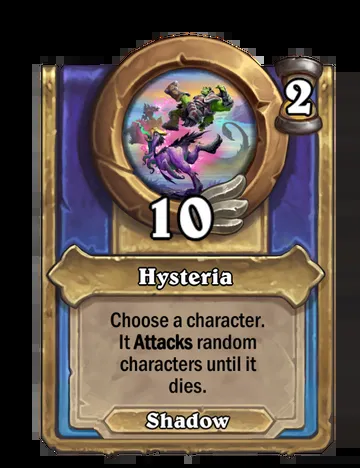 2
10
Hysteria
Choose a character.
It Attacks random
characters until it
dies.
Shadow